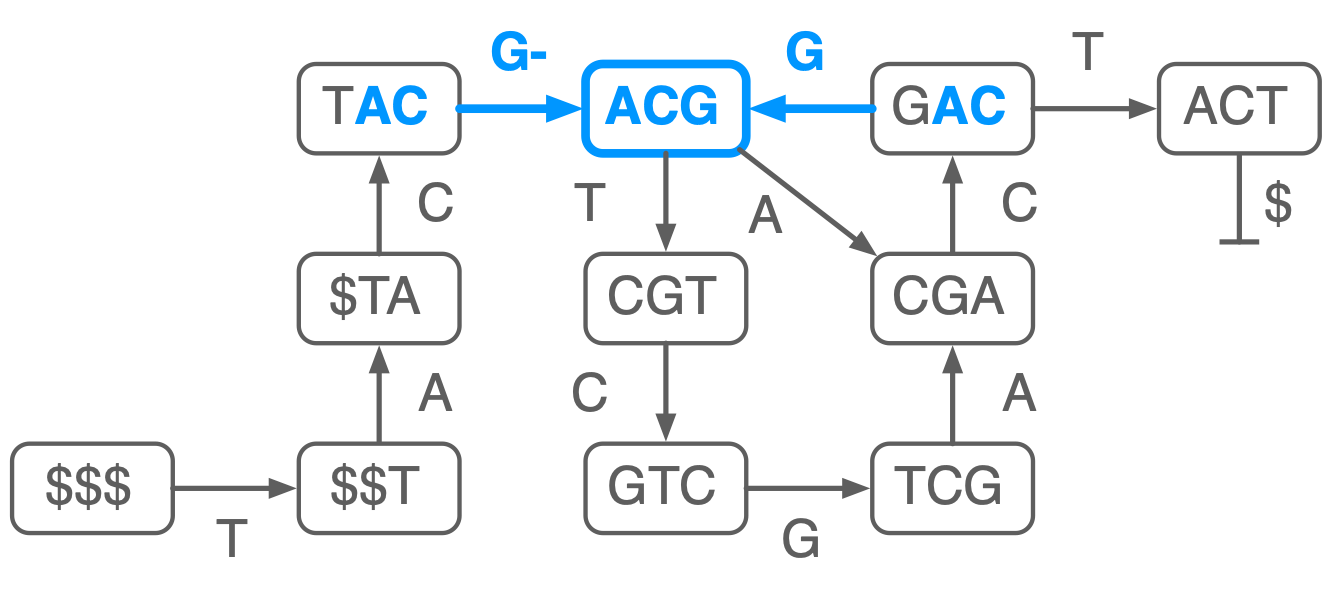 G- G T
TAC ACG GAC ACT
C T A C $
$TA CGT CGA
A C A
$$$ $$T GTC TCG
T G